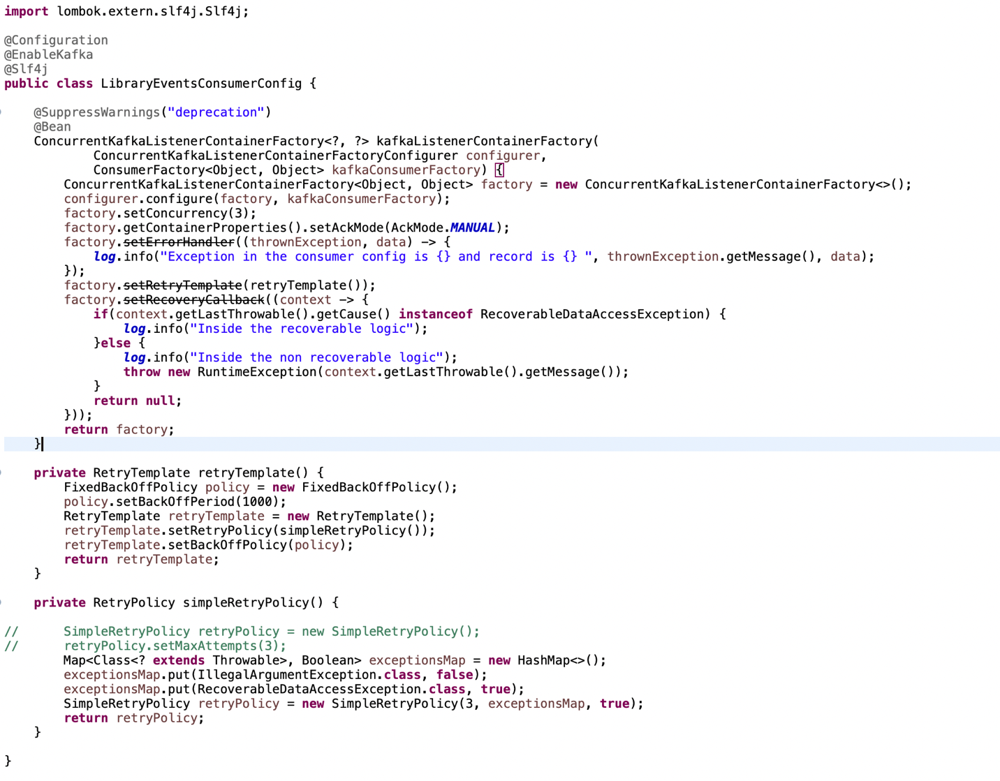 import lombok.extern.slf4j.Slf4j;

@Configuration
@EnableKafka
@Slf4j
public class LibraryEventsConsumerConfig {

    @SuppressWarnings("deprecation")
    @Bean
    ConcurrentKafkaListenerContainerFactory<?, ?> kafkaListenerContainerFactory(
            ConcurrentKafkaListenerContainerFactoryConfigurer configurer,
            ConsumerFactory<Object, Object> kafkaConsumerFactory) {
        ConcurrentKafkaListenerContainerFactory<Object, Object> factory = new ConcurrentKafkaListenerContainerFactory<>();
        configurer.configure(factory, kafkaConsumerFactory);
        factory.setConcurrency(3);
        factory.getContainerProperties().setAckMode(AckMode.MANUAL);
        factory.setErrorHandler((thrownException, data) -> {
            log.info("Exception in the consumer config is {} and record is {} ", thrownException.getMessage(), data);
        });
        factory.setRetryTemplate(retryTemplate());
        factory.setRecoveryCallback((context -> {
            if(context.getLastThrowable().getCause() instanceof RecoverableDataAccessException) {
                log.info("Inside the recoverable logic");
            }else {
                log.info("Inside the non recoverable logic");
                throw new RuntimeException(context.getLastThrowable().getMessage());
            }
            return null;
        }));
        return factory;
    }

    private RetryTemplate retryTemplate() {
        FixedBackOffPolicy policy = new FixedBackOffPolicy();
        policy.setBackOffPeriod(1000);
        RetryTemplate retryTemplate = new RetryTemplate();
        retryTemplate.setRetryPolicy(simpleRetryPolicy());
        retryTemplate.setBackOffPolicy(policy);
        return retryTemplate;
    }

    private RetryPolicy simpleRetryPolicy() {

//      SimpleRetryPolicy retryPolicy = new SimpleRetryPolicy();
//      retryPolicy.setMaxAttempts(3);
        Map<Class<? extends Throwable>, Boolean> exceptionsMap = new HashMap<>();
        exceptionsMap.put(IllegalArgumentException.class, false);
        exceptionsMap.put(RecoverableDataAccessException.class, true);
        SimpleRetryPolicy retryPolicy = new SimpleRetryPolicy(3, exceptionsMap, true);
        return retryPolicy;
    }

}